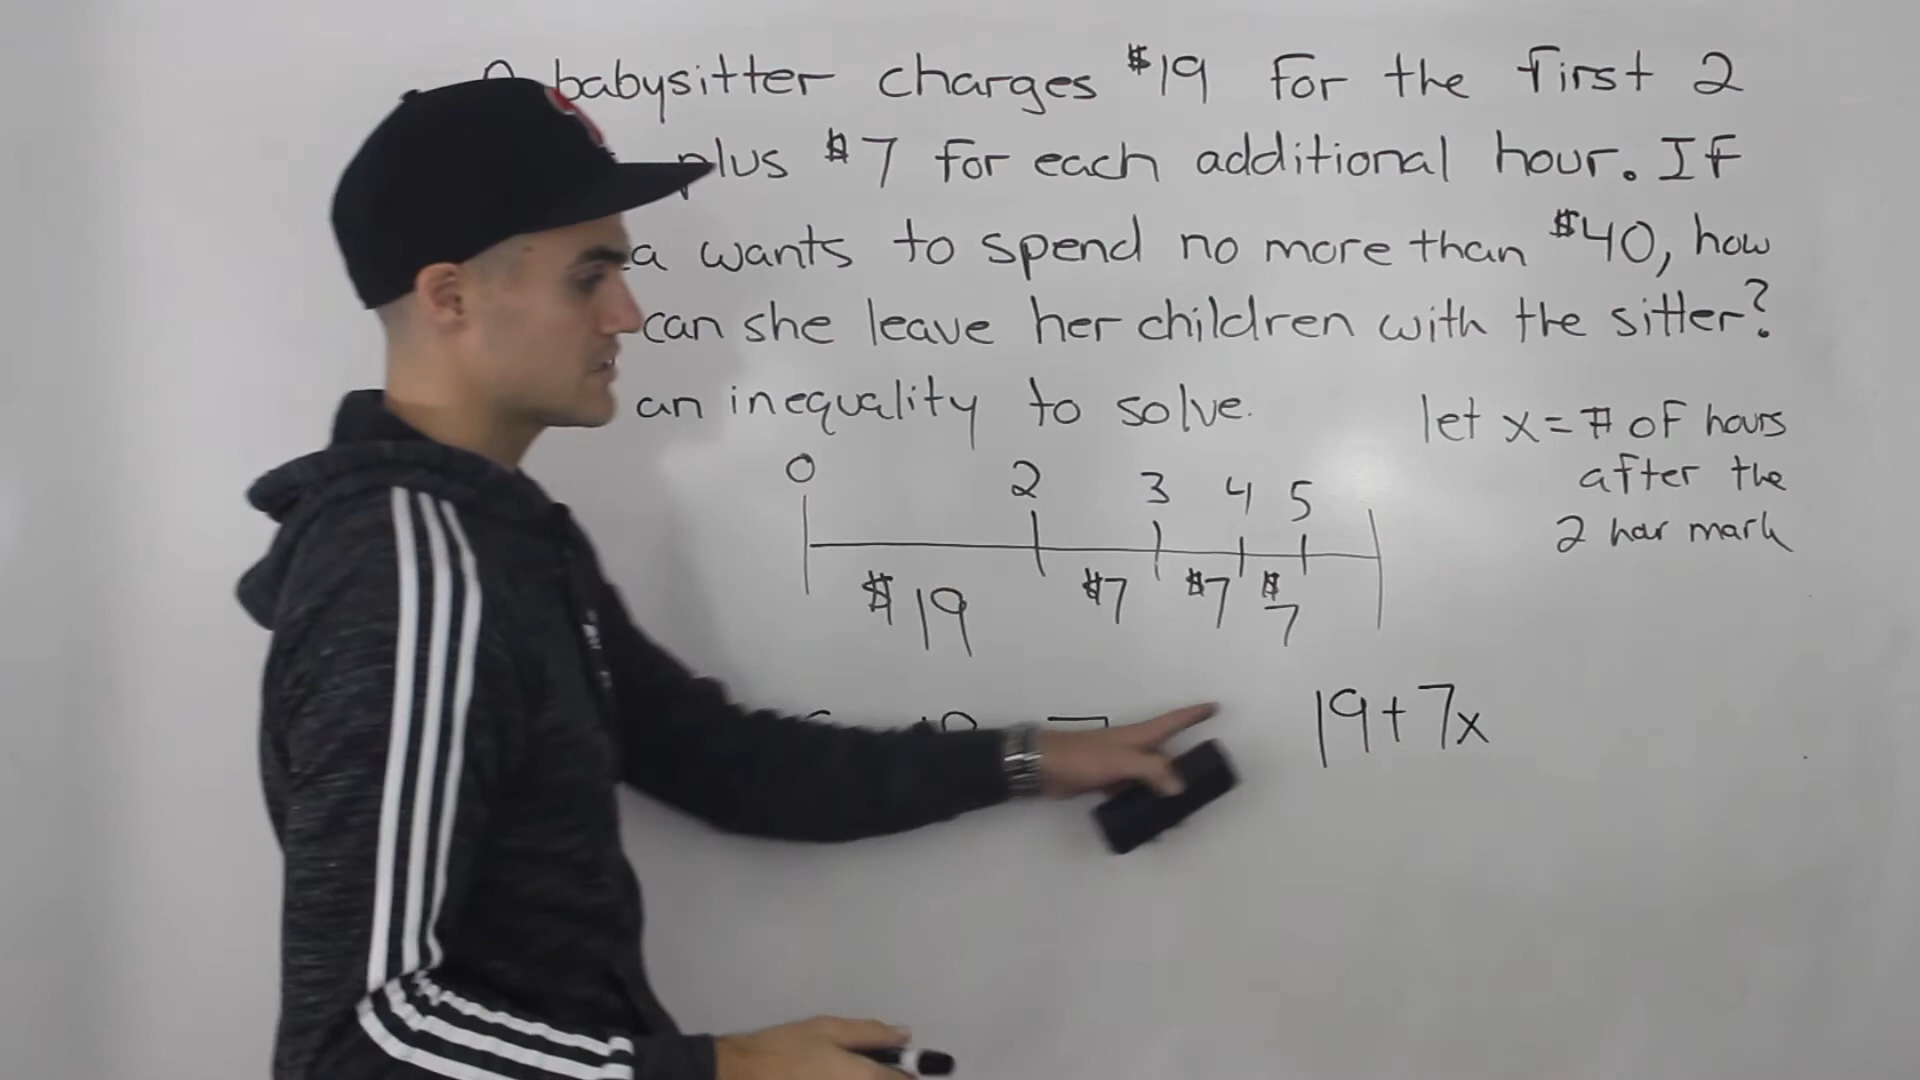 babysitter charges $19 for the first 2
plus $7 for each additional hour. If
a wants to spend no more than $40, how
can she leave her children with the sitter?
an inequality to solve.
let x = # of hours
after the
2 hour mark
0 2 3 4 5
$19 $7 $7 $7
19+7x